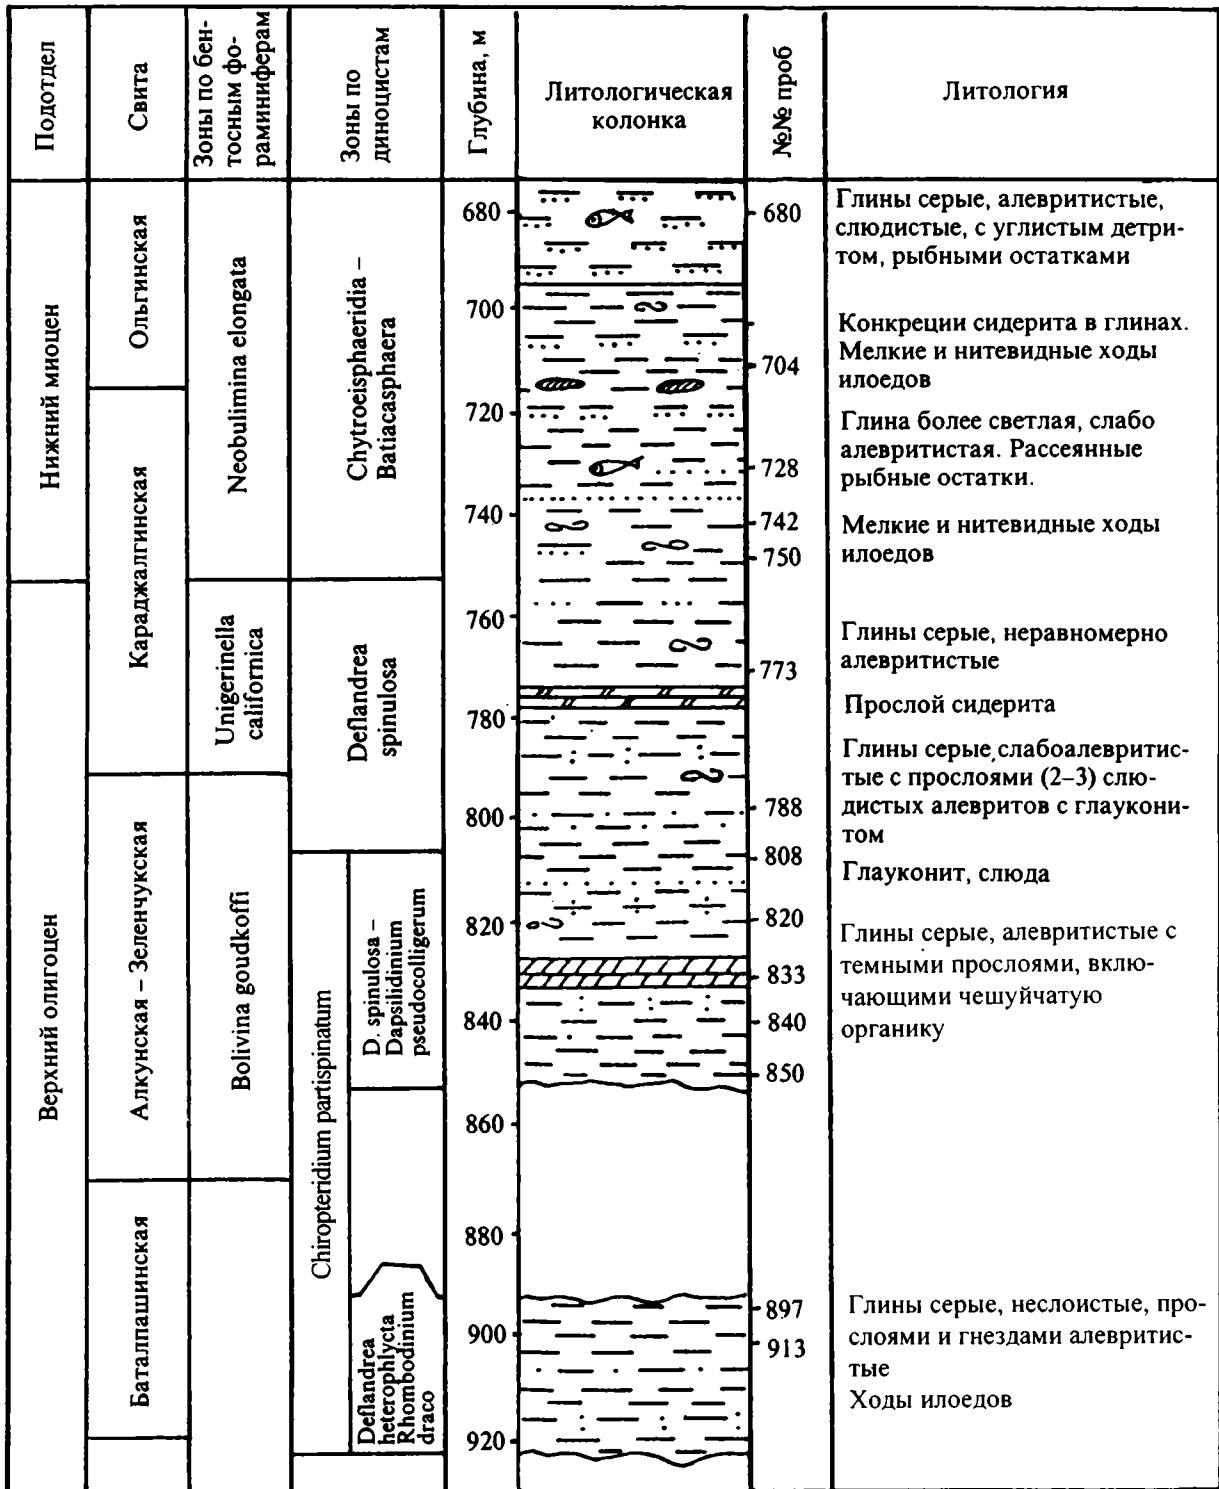 Подотдел
Свита
Зоны по бен-
тосным фо-
раминиферам
Зоны по
диноцистам
Глубина, м
Литологическая
колонка
№№ проб
Литология
Нижний миоцен
Верхний олигоцен
Ольгинская
Караджалгинская
Алкунская – Зеленчукская
Баталпашинская
Neobulimina elongata
Unigerinella
californica
Bolivina goudkoffi
Chytroeisphaeridia –
Batiacasphaera
Deflandrea
spinulosa
Chiropteridium partispinatum
D. spinulosa –
Dapsilidinium
pseudocolligerum
Deflandrea
heterophlycta
Rhombodinium
draco
680
700
720
740
760
780
800
820
840
860
880
900
920
680
704
728
742
750
773
788
808
820
833
840
850
897
913
Глины серые, алевритистые,
слюдистые, с углистым детри-
том, рыбными остатками
Конкреции сидерита в глинах.
Мелкие и нитевидные ходы
илоедов
Глина более светлая, слабо
алевритистая. Рассеянные
рыбные остатки.
Мелкие и нитевидные ходы
илоедов
Глины серые, неравномерно
алевритистые
Прослой сидерита
Глины серые, слабоалевритис-
тые с прослоями (2–3) слю-
дистых алевритов с глаукони-
том
Глауконит, слюда
Глины серые, алевритистые с
темными прослоями, вклю-
чающими чешуйчатую
органику
Глины серые, неслоистые, про-
слоями и гнездами алевритис-
тые
Ходы илоедов